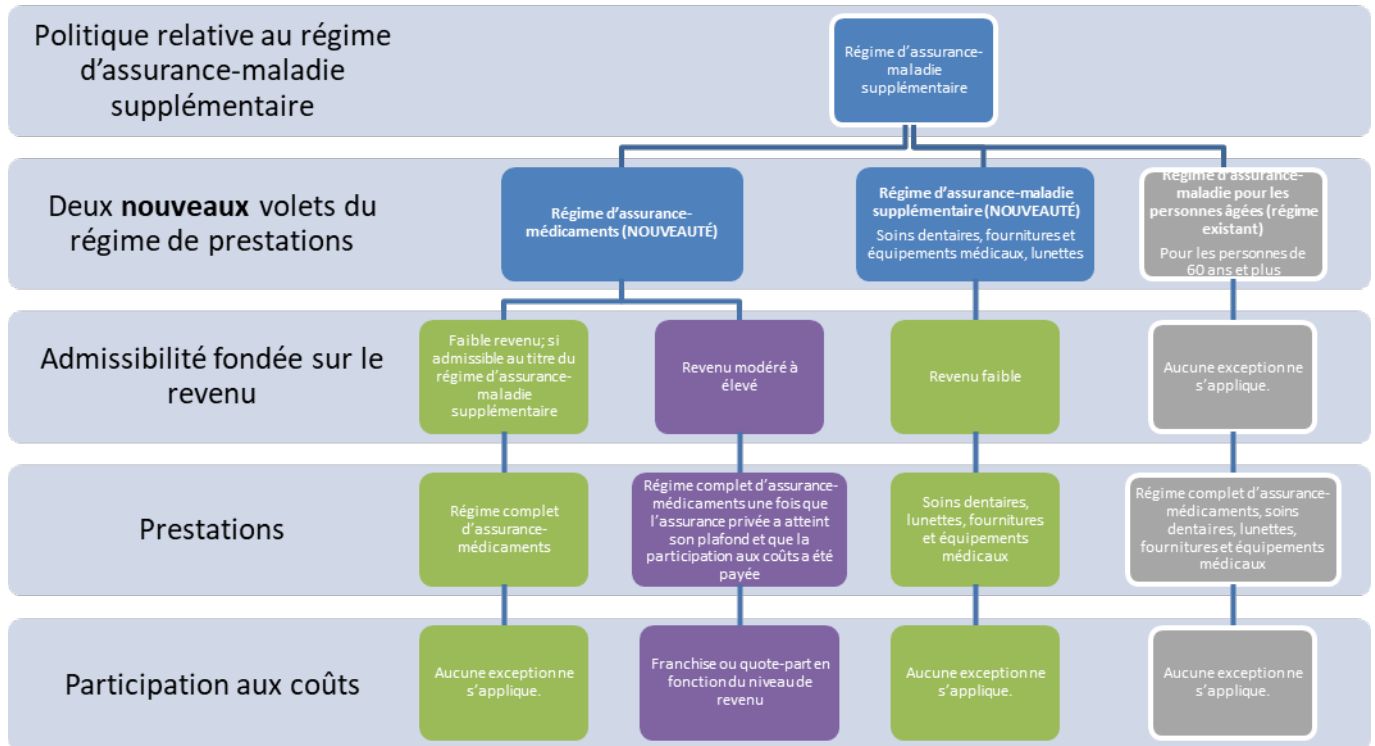 Politique relative au régime
d’assurance-maladie
supplémentaire
Régime d’assurance-
maladie
supplémentaire
Deux nouveaux volets du
régime de prestations
Régime d’assurance-
médicaments (NOUVEAUTÉ)
Régime d’assurance-maladie
supplémentaire (NOUVEAUTÉ)
Soins dentaires, fournitures et
équipements médicaux, lunettes
Régime d’assurance-
maladie pour les
personnes âgées (régime
existant)
Pour les personnes de
60 ans et plus
Admissibilité fondée sur le
revenu
Faible revenu; si
admissible au titre du
régime d’assurance-
maladie
supplémentaire
Revenu modéré à
élevé
Revenu faible
Aucune exception ne
s’applique.
Prestations
Régime complet
d’assurance-
médicaments
Régime complet d’assurance-
médicaments une fois que
l’assurance privée a atteint
son plafond et que la
participation aux coûts a été
payée
Soins dentaires,
lunettes, fournitures
et équipements
médicaux
Régime complet d’assurance-
médicaments, soins
dentaires, lunettes,
fournitures et équipements
médicaux
Participation aux coûts
Aucune exception ne
s’applique.
Franchise ou quote-part en
fonction du niveau de
revenu
Aucune exception ne
s’applique.
Aucune exception ne
s’applique.